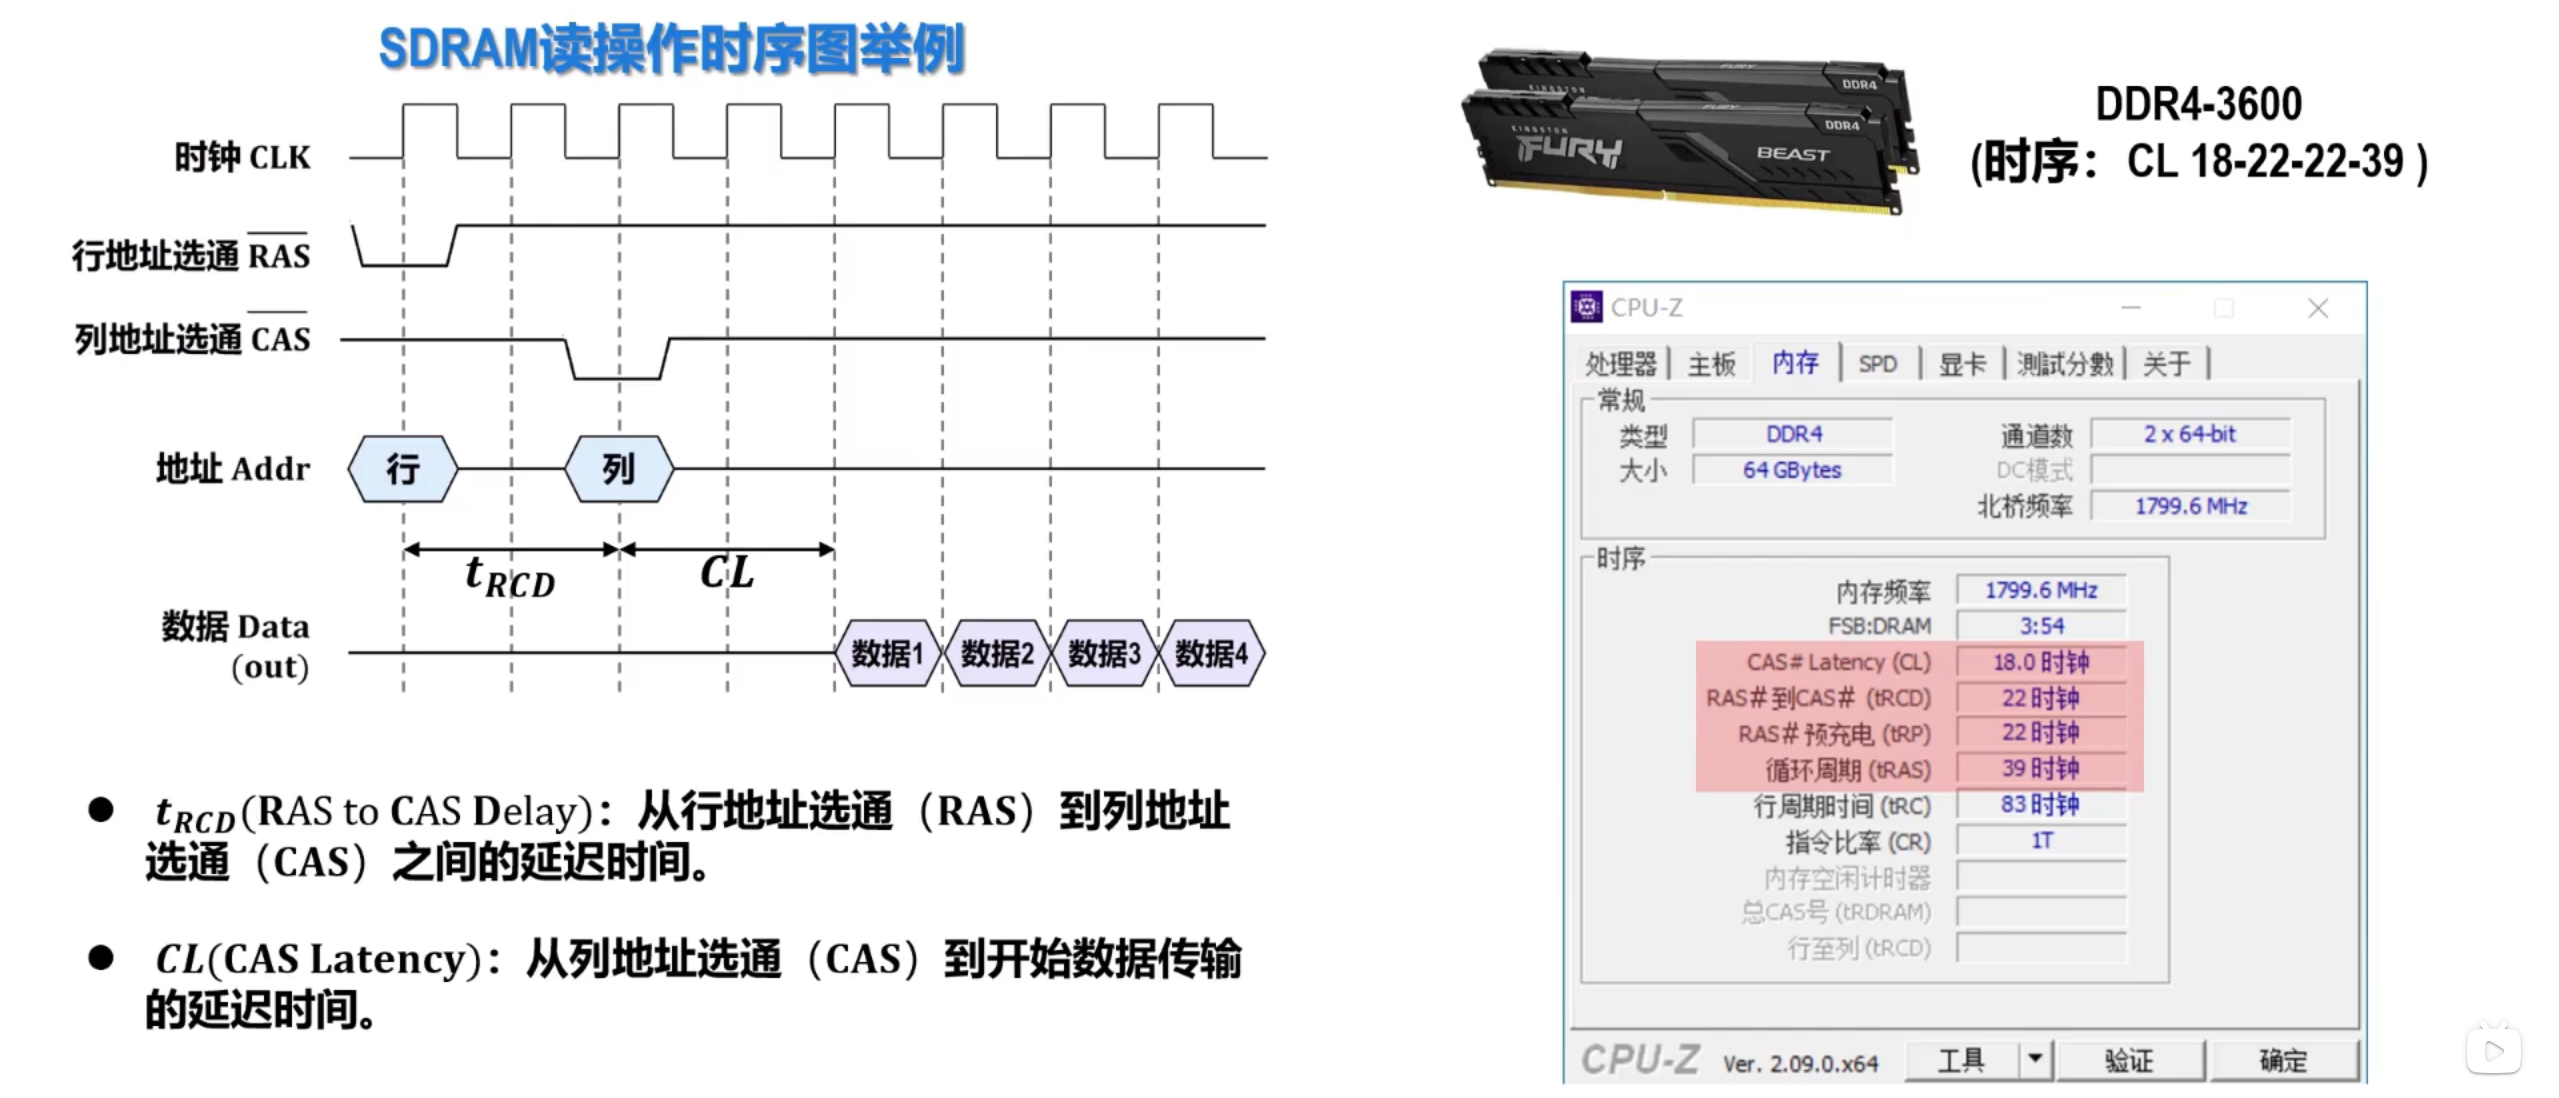 SDRAM读操作时序图举例
时钟 CLK
行地址选通 RAS
列地址选通 CAS
地址 Addr
行
列
tRCD
CL
数据 Data
(out)
数据1
数据2
数据3
数据4
● tRCD(RAS to CAS Delay)：从行地址选通（RAS）到列地址
选通（CAS）之间的延迟时间。
● CL(CAS Latency)：从列地址选通（CAS）到开始数据传输
的延迟时间。
KINGSTON
FURY
DDR4
KINGSTON
FURY
FURY
BEAST
DDR4
DDR4-3600
(时序：CL 18-22-22-39 )
CPU-Z
处理器 主板 内存 SPD 显卡 测試分數 关于
常规
类型 DDR4 通道数 2 x 64-bit
大小 64 GBytes DC模式
北桥频率 1799.6 MHz
时序
内存频率 1799.6 MHz
FSB:DRAM 3:54
CAS# Latency (CL) 18.0 时钟
RAS#到CAS# (tRCD) 22 时钟
RAS#预充电 (tRP) 22 时钟
循环周期 (tRAS) 39 时钟
行周期时间 (tRC) 83 时钟
指令比率 (CR) 1T
内存空闲计时器
总CAS号 (tRDRAM)
行至列 (tRCD)
CPU-Z Ver. 2.09.0.x64 工具 验证 确定